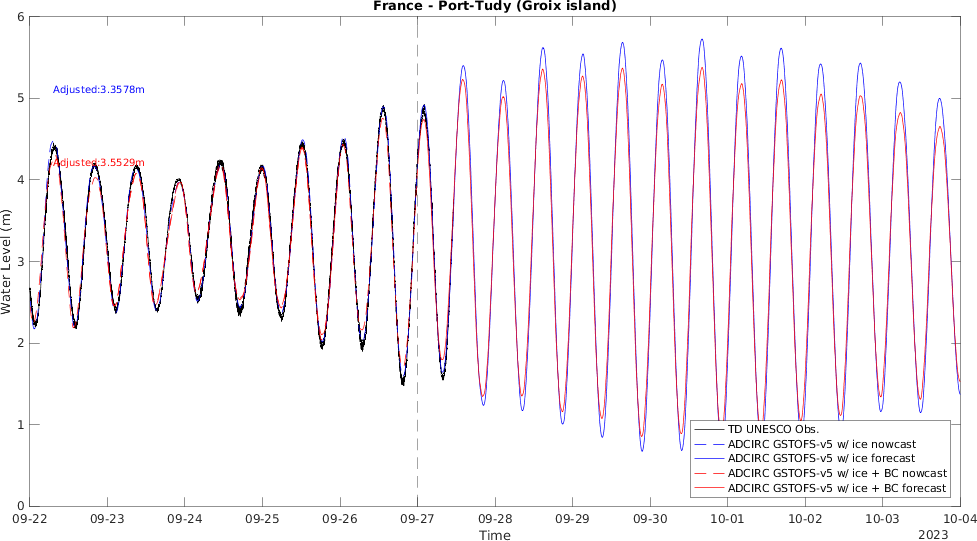 France - Port-Tudy (Groix island)
6
5
4
3
2
1
0
Water Level (m)
Adjusted:3.3578m
Adjusted:3.5529m
TD UNESCO Obs.
ADCIRC GSTOFS-v5 w/ ice nowcast
ADCIRC GSTOFS-v5 w/ ice forecast
ADCIRC GSTOFS-v5 w/ ice + BC nowcast
ADCIRC GSTOFS-v5 w/ ice + BC forecast
09-22 09-23 09-24 09-25 09-26 09-27 09-28 09-29 09-30 10-01 10-02 10-03 10-04
Time
2023